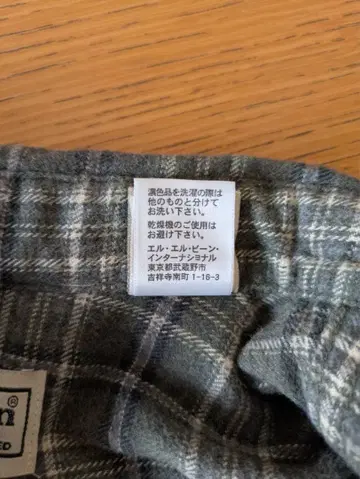 濃色品を洗濯の際は
他のものと分けて
お洗い下さい。
乾燥機のご使用は
お避け下さい。
エル・エル・ビーン・
インターナショナル
東京都武蔵野市
吉祥寺南町 1-18-3
n®
ED